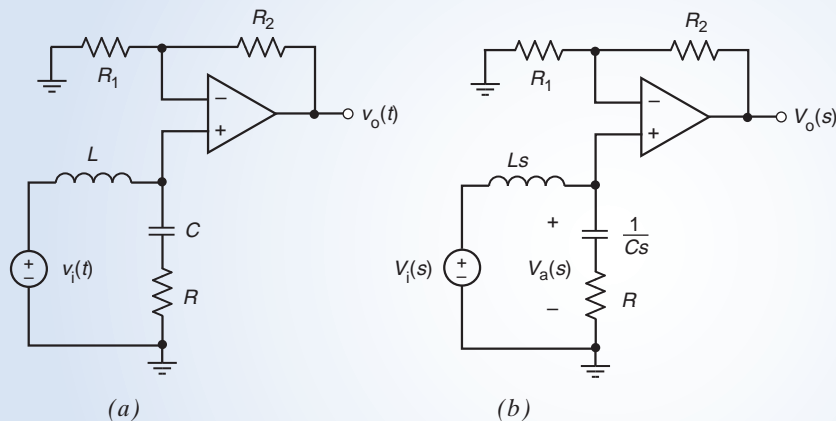 R2
R1
−
+
vo(t)
L
C
+
−
vi(t)
R
(a)
R2
R1
−
+
Vo(s)
Ls
+
1
Cs
+
−
Vi(s)
Va(s)
−
R
(b)